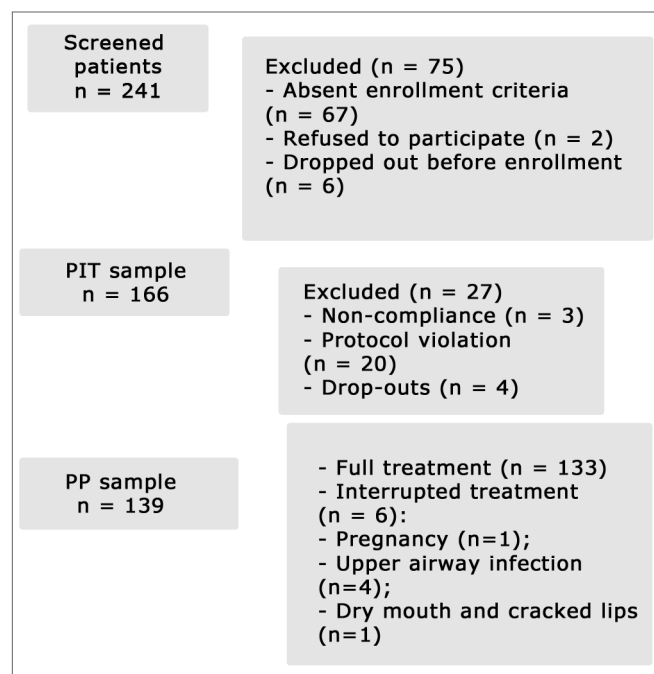 Screened
patients
n = 241
Excluded (n = 75)
- Absent enrollment criteria
(n = 67)
- Refused to participate (n = 2)
- Dropped out before enrollment
(n = 6)
PIT sample
n = 166
Excluded (n = 27)
- Non-compliance (n = 3)
- Protocol violation
(n = 20)
- Drop-outs (n = 4)
PP sample
n = 139
- Full treatment (n = 133)
- Interrupted treatment
(n = 6):
- Pregnancy (n=1);
- Upper airway infection
(n=4);
- Dry mouth and cracked lips
(n=1)